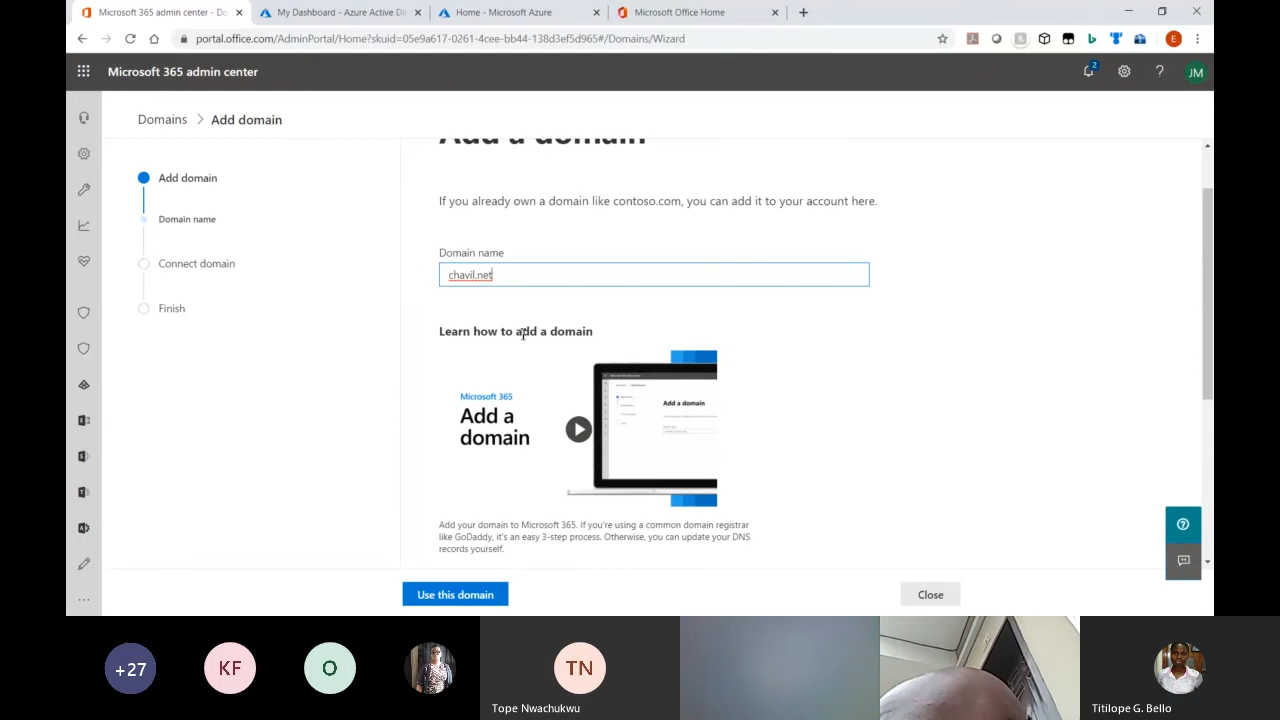 Microsoft 365 admin center - Do
My Dashboard - Azure Active Di
Home - Microsoft Azure
Microsoft Office Home
portal.office.com/AdminPortal/Home?skuid=05e9a617-0261-4cee-bb44-138d3ef5d965#/Domains/Wizard
E
Microsoft 365 admin center
2
?
JM
Domains > Add domain
Add a domain
Add domain
Domain name
Connect domain
Finish
If you already own a domain like contoso.com, you can add it to your account here.
Domain name
chavil.net
Learn how to add a domain
Microsoft 365
Add a
domain
Add a domain
Add your domain to Microsoft 365. If you're using a common domain registrar
like GoDaddy, it's an easy 3-step process. Otherwise, you can update your DNS
records yourself.
Use this domain
Close
+27
KF
O
TN
Tope Nwachukwu
Titilope G. Bello